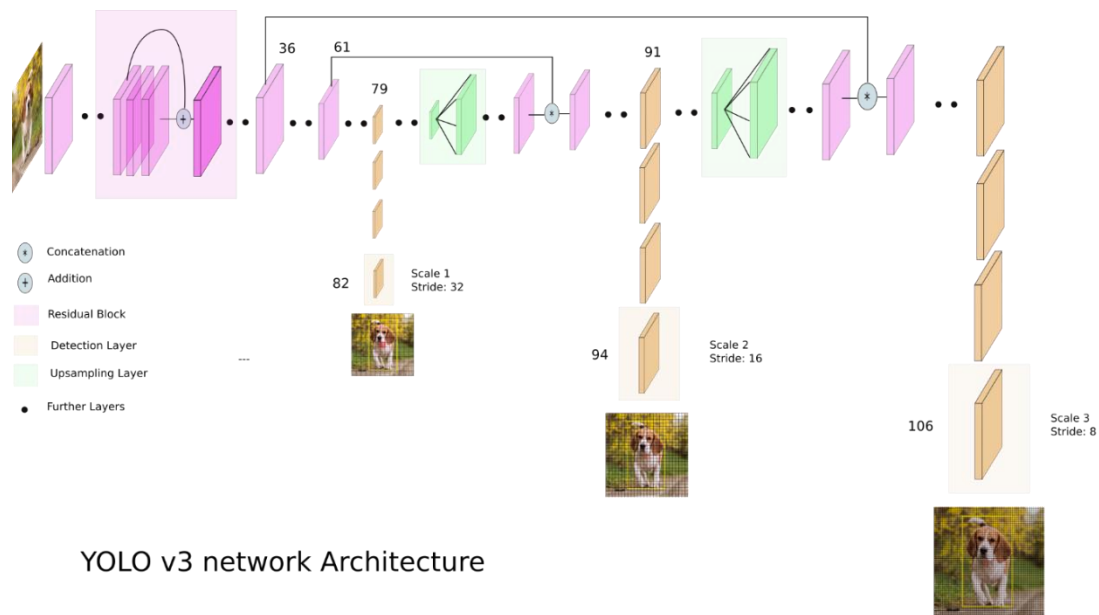 36
61
91
79
*
+
*
*
Concatenation
+
Addition
82
Scale 1
Stride: 32
Residual Block
Detection Layer
94
Scale 2
Stride: 16
---
Upsampling Layer
Further Layers
106
Scale 3
Stride: 8
YOLO v3 network Architecture